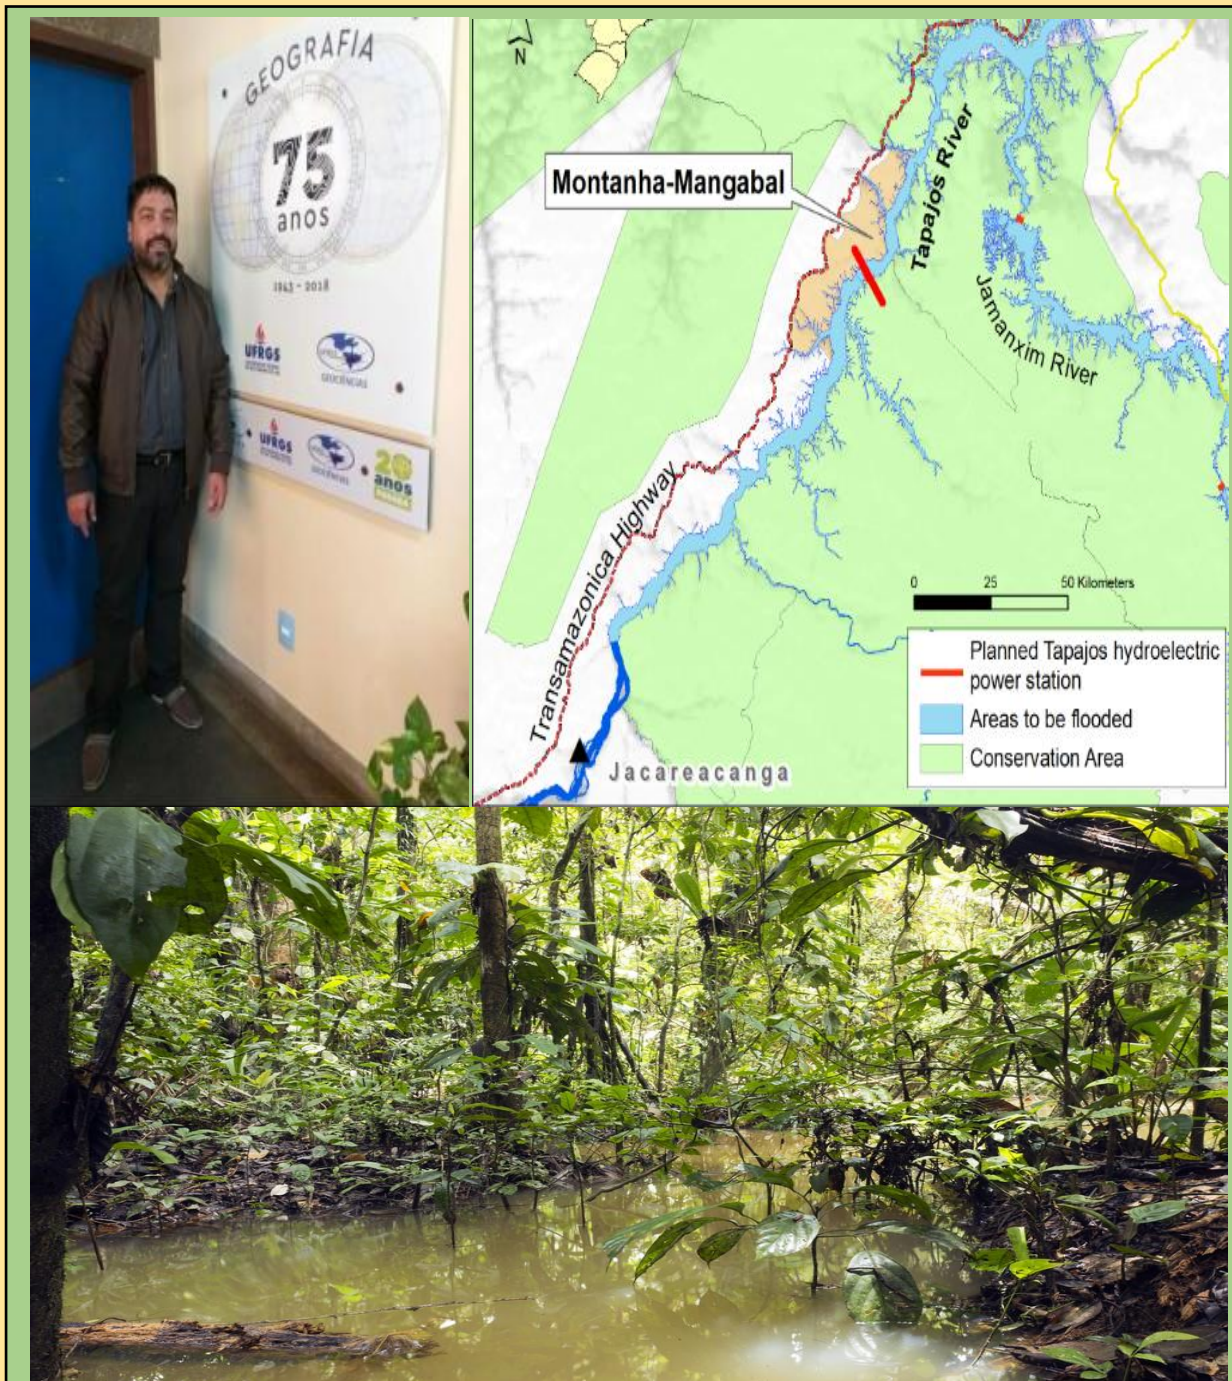 GEOGRAFIA
75
anos
1943 - 2018
UFRGS
GEOCIÊNCIAS
UFRGS
20
anos
N
Montanha-Mangabal
Tapajos River
Jamanxim River
Transamazonica Highway
Jacareacanga
0 25 50 Kilometers
Planned Tapajos hydroelectric
power station
Areas to be flooded
Conservation Area